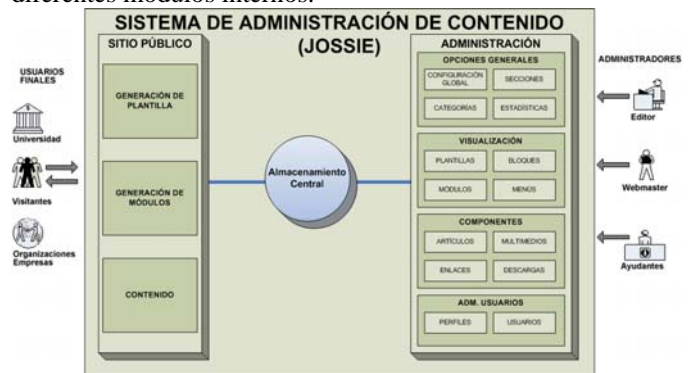 diferentes módulos internos.
SISTEMA DE ADMINISTRACIÓN DE CONTENIDO
(JOSSIE)
SITIO PÚBLICO
GENERACIÓN DE
PLANTILLA
GENERACIÓN DE
MÓDULOS
CONTENIDO
USUARIOS
FINALES
Universidad
Visitantes
Organizaciones
Empresas
Almacenamiento
Central
ADMINISTRACIÓN
OPCIONES GENERALES
CONFIGURACIÓN
GLOBAL
SECCIONES
CATEGORÍAS
ESTADÍSTICAS
VISUALIZACIÓN
PLANTILLAS
BLOQUES
MÓDULOS
MENÚS
COMPONENTES
ARTÍCULOS
MULTIMEDIOS
ENLACES
DESCARGAS
ADM. USUARIOS
PERFILES
USUARIOS
ADMINISTRADORES
Editor
Webmaster
Ayudantes